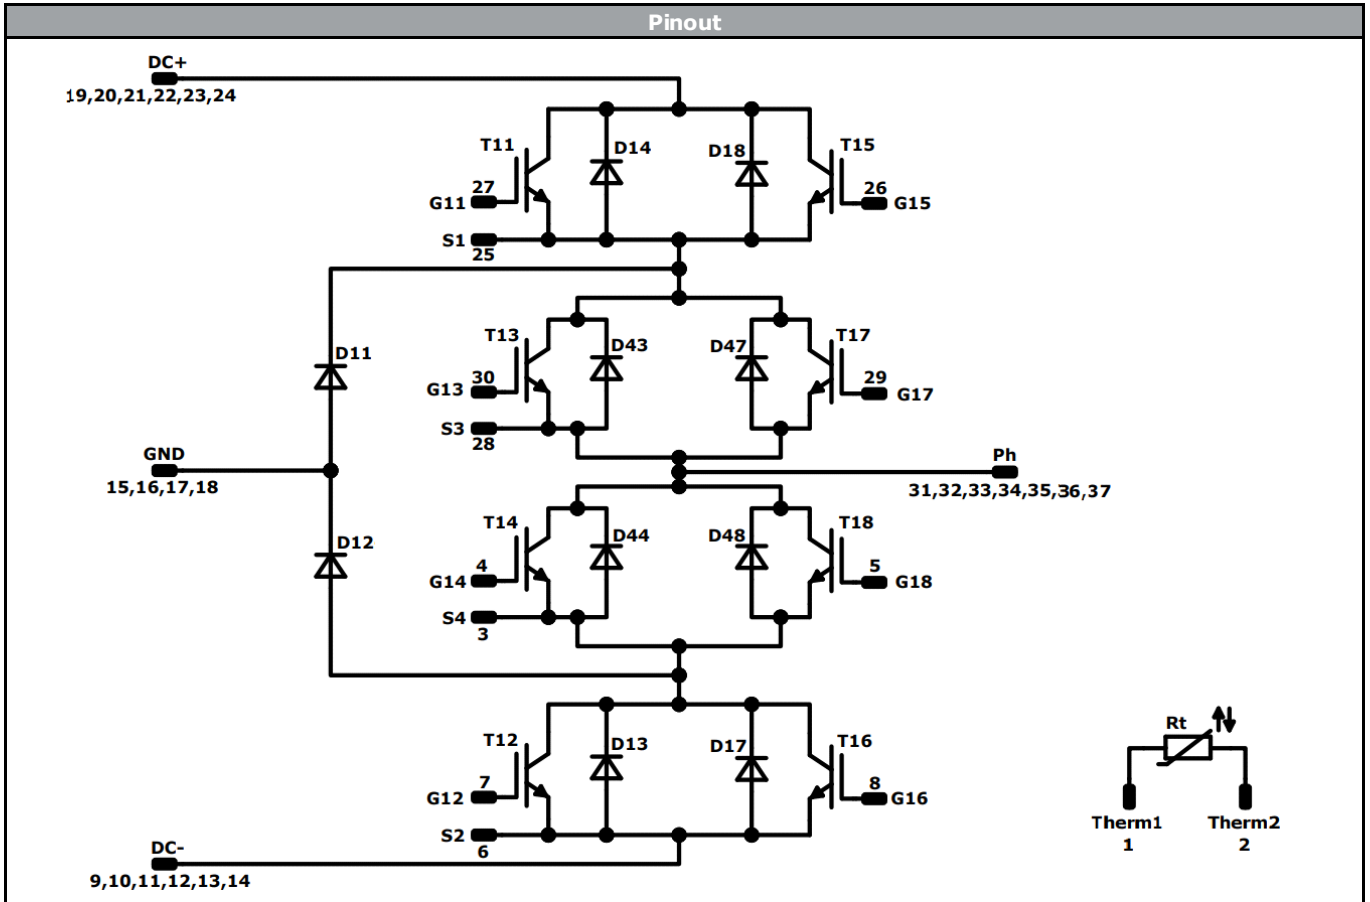 Pinout
DC+
19,20,21,22,23,24
T11
D14
D18
T15
27
G11
26
G15
S1
25
T13
D43
D47
T17
D11
30
G13
29
G17
S3
28
GND
15,16,17,18
Ph
31,32,33,34,35,36,37
T14
D44
D48
T18
D12
4
G14
5
G18
S4
3
T12
D13
D17
T16
7
G12
8
G16
S2
6
DC-
9,10,11,12,13,14
Rt
Therm1
1
Therm2
2